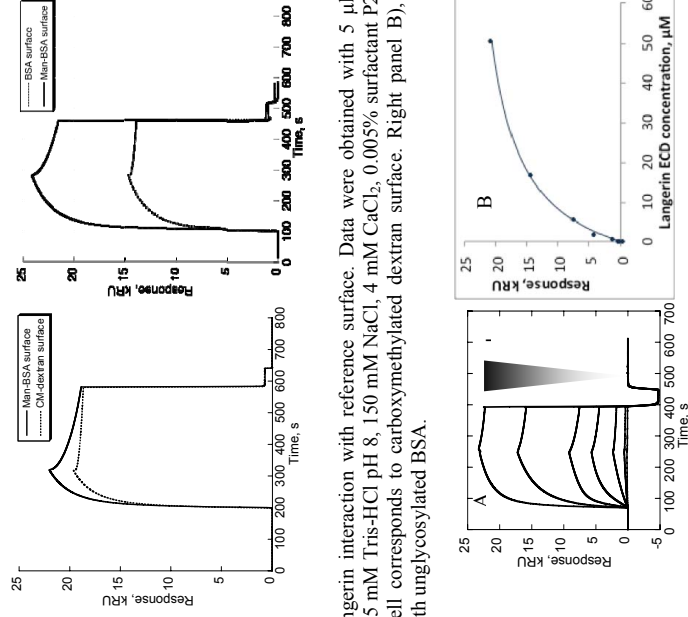 Man-BSA surface
CM-dextran surface
25
20
15
10
5
0
Response, kRU
0 100 200 300 400 500 600 700 800
Time, s
BSA surface
Man-BSA surface
25
20
15
10
5
0
Response, kRU
0 100 200 300 400 500 600 700 800
Time, s
interaction with reference surface. Data were obtained with 5
5 mM Tris-HCl pH 8, 150 mM NaCl, 4 mM CaCl₂, 0.005% surfactant
corresponds to carboxymethylated dextran surface. Right panel B),
unglycosylated BSA.
A
25
20
15
10
5
0
-5
Response, kRU
0 100 200 300 400 500 600 700
Time, s
B
25
20
15
10
5
0
Response, kRU
0 10 20 30 40 50
Langerin ECD concentration, µM